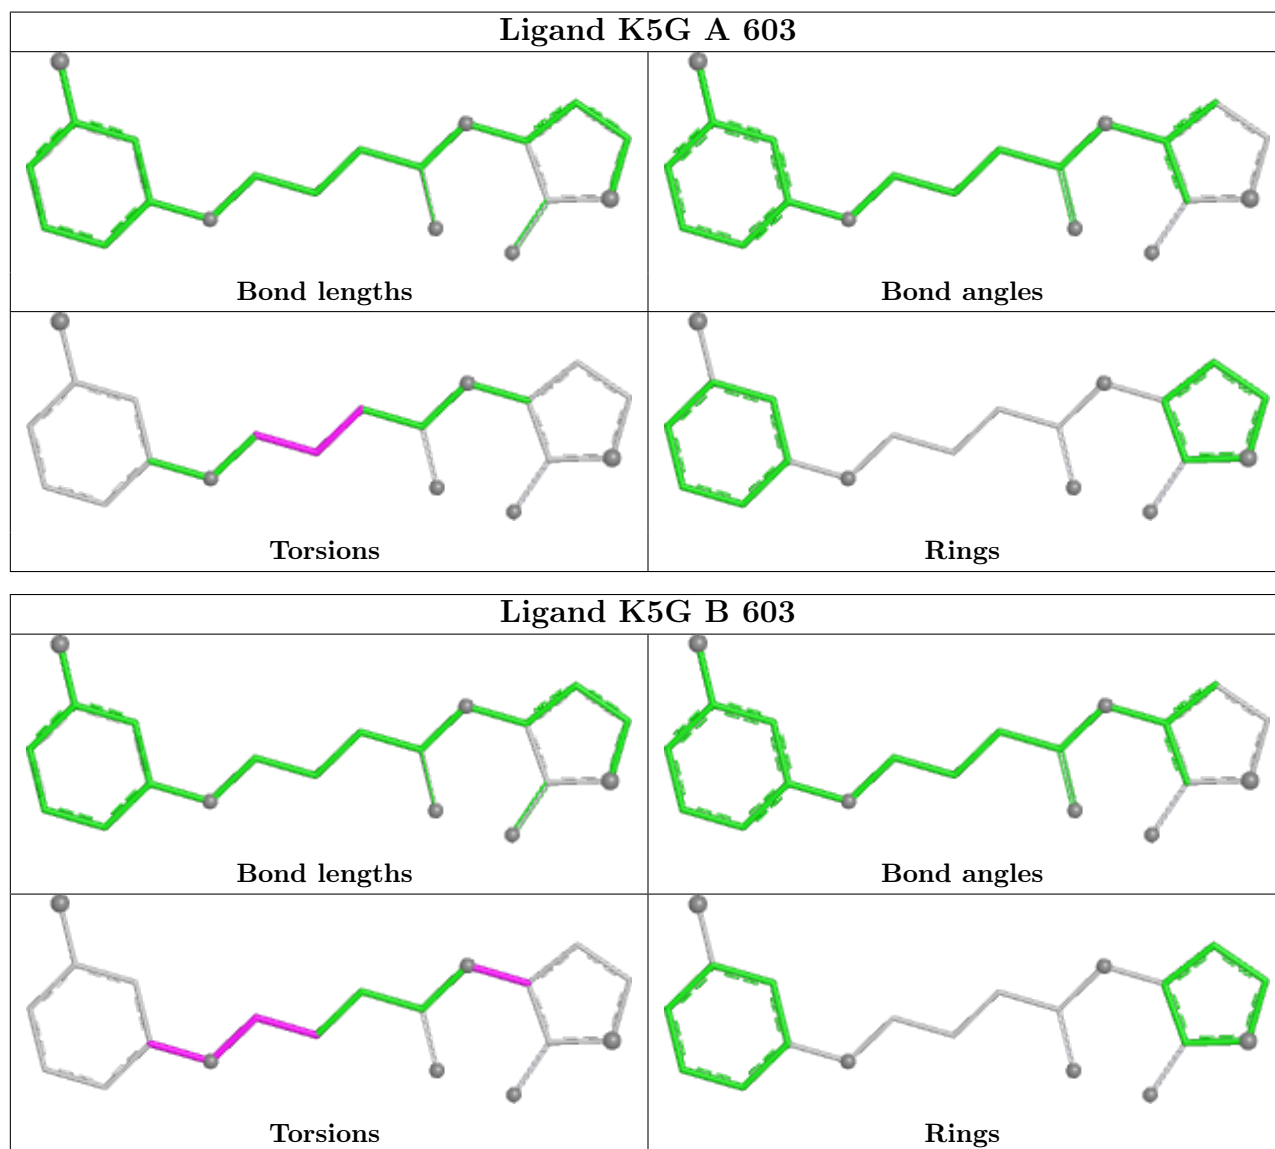 Ligand K5G A 603
Bond lengths
Bond angles
Torsions
Rings
Ligand K5G B 603
Bond lengths
Bond angles
Torsions
Rings